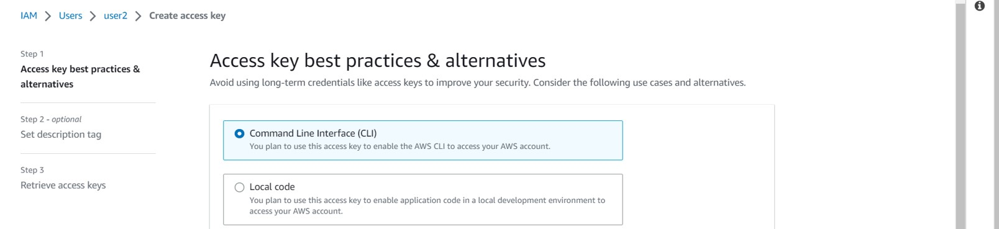 IAM > Users > user2 > Create access key
Step 1
Access key best practices &
alternatives
Step 2 - optional
Set description tag
Step 3
Retrieve access keys
Access key best practices & alternatives
Avoid using long-term credentials like access keys to improve your security. Consider the following use cases and alternatives.
Command Line Interface (CLI)
You plan to use this access key to enable the AWS CLI to access your AWS account.
Local code
You plan to use this access key to enable application code in a local development environment to
access your AWS account.